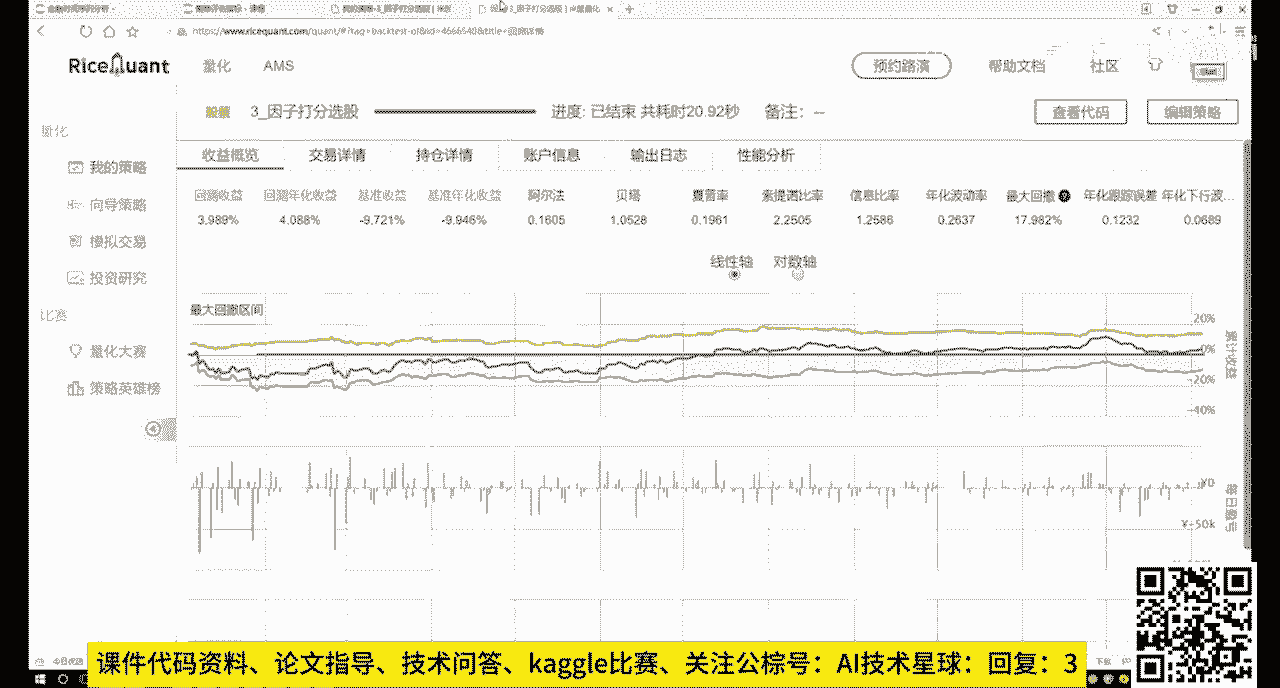 RiceQuant 量化 AMS 预约路演 帮助文档 社区
股票 3_因子打分选股 进度: 已结束 共耗时20.92秒 备注: -- 查看代码 编辑策略
量化
我的策略
向导策略
模拟交易
投资研究
比赛
量化大赛
策略英雄榜
收益概览 交易详情 持仓详情 账户信息 输出日志 性能分析
回测收益 回测年化收益 基准收益 基准年化收益 阿尔法 贝塔 夏普率 索提诺比率 信息比率 年化波动率 最大回撤 年化跟踪误差 年化下行波...
3.989% 4.088% -9.721% -9.946% 0.1605 1.0528 0.1961 2.2505 1.2586 0.2637 17.982% 0.1232 0.0689
线性轴 对数轴
最大回撤区间
20%
0%
-20%
-40%
累计收益
¥0
¥-50k
每日盈亏
课件代码资料、论文指导、技术问答、kaggle比赛、关注公棕号：AI技术星球：回复：3